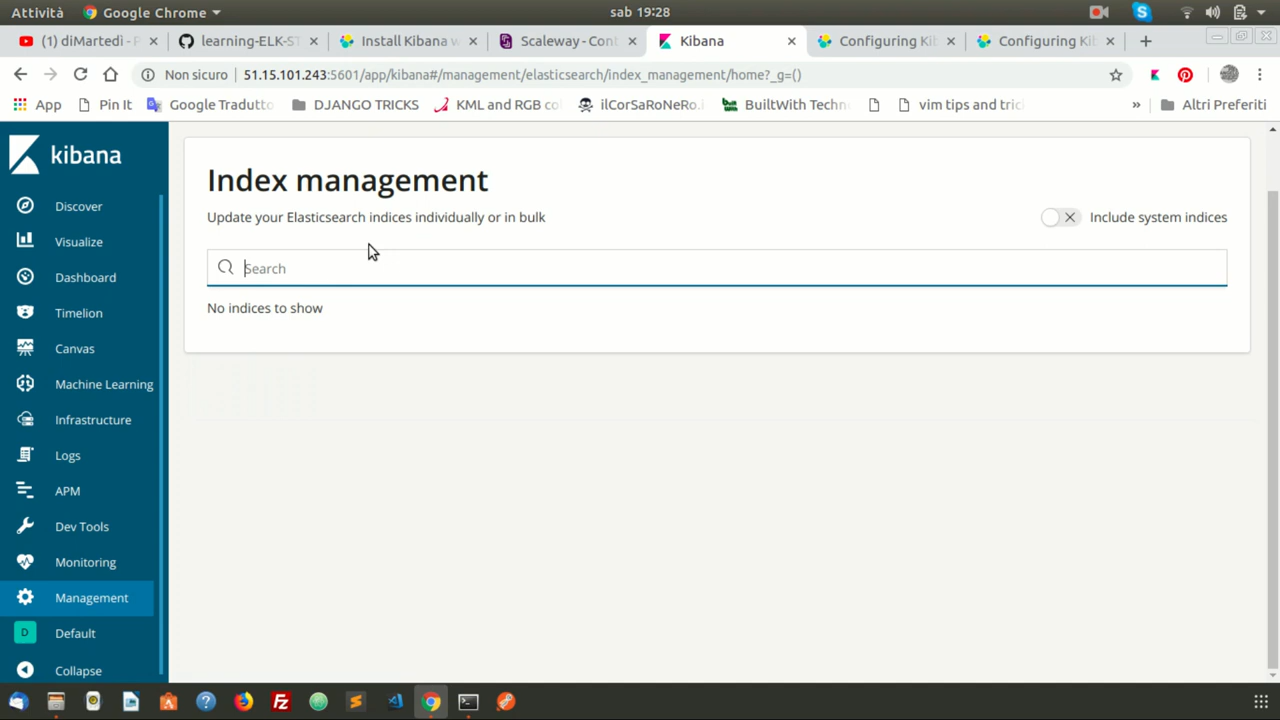 Attività Google Chrome sab 19:28
(1) diMartedì - P learning-ELK-ST Install Kibana w Scaleway - Cont Kibana Configuring Kib Configuring Kib
Non sicuro 51.15.101.243:5601/app/kibana#/management/elasticsearch/index_management/home?_g=()
App Pin It Google Tradutto DJANGO TRICKS KML and RGB co ilCorSaRoNeRo.i BuiltWith Techn vim tips and tric » Altri Preferiti
kibana
Discover
Visualize
Dashboard
Timelion
Canvas
Machine Learning
Infrastructure
Logs
APM
Dev Tools
Monitoring
Management
D Default
Collapse
Index management
Update your Elasticsearch indices individually or in bulk
Include system indices
Search
No indices to show